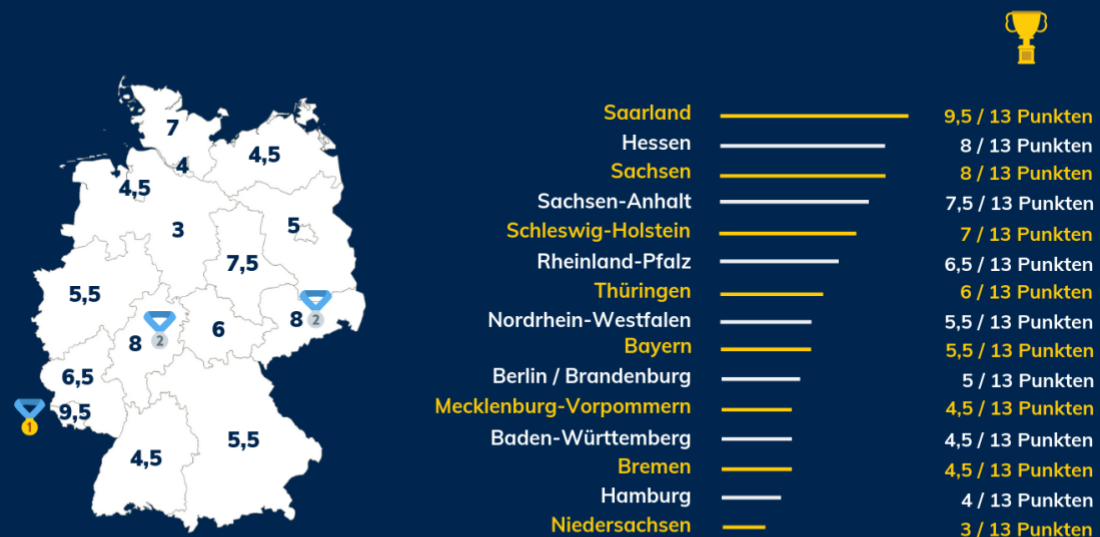 7
4
4,5
4,5
3
5
7,5
5,5
8
2
6
8
2
6,5
9,5
1
4,5
5,5
Saarland 9,5 / 13 Punkten
Hessen 8 / 13 Punkten
Sachsen 8 / 13 Punkten
Sachsen-Anhalt 7,5 / 13 Punkten
Schleswig-Holstein 7 / 13 Punkten
Rheinland-Pfalz 6,5 / 13 Punkten
Thüringen 6 / 13 Punkten
Nordrhein-Westfalen 5,5 / 13 Punkten
Bayern 5,5 / 13 Punkten
Berlin / Brandenburg 5 / 13 Punkten
Mecklenburg-Vorpommern 4,5 / 13 Punkten
Baden-Württemberg 4,5 / 13 Punkten
Bremen 4,5 / 13 Punkten
Hamburg 4 / 13 Punkten
Niedersachsen 3 / 13 Punkten